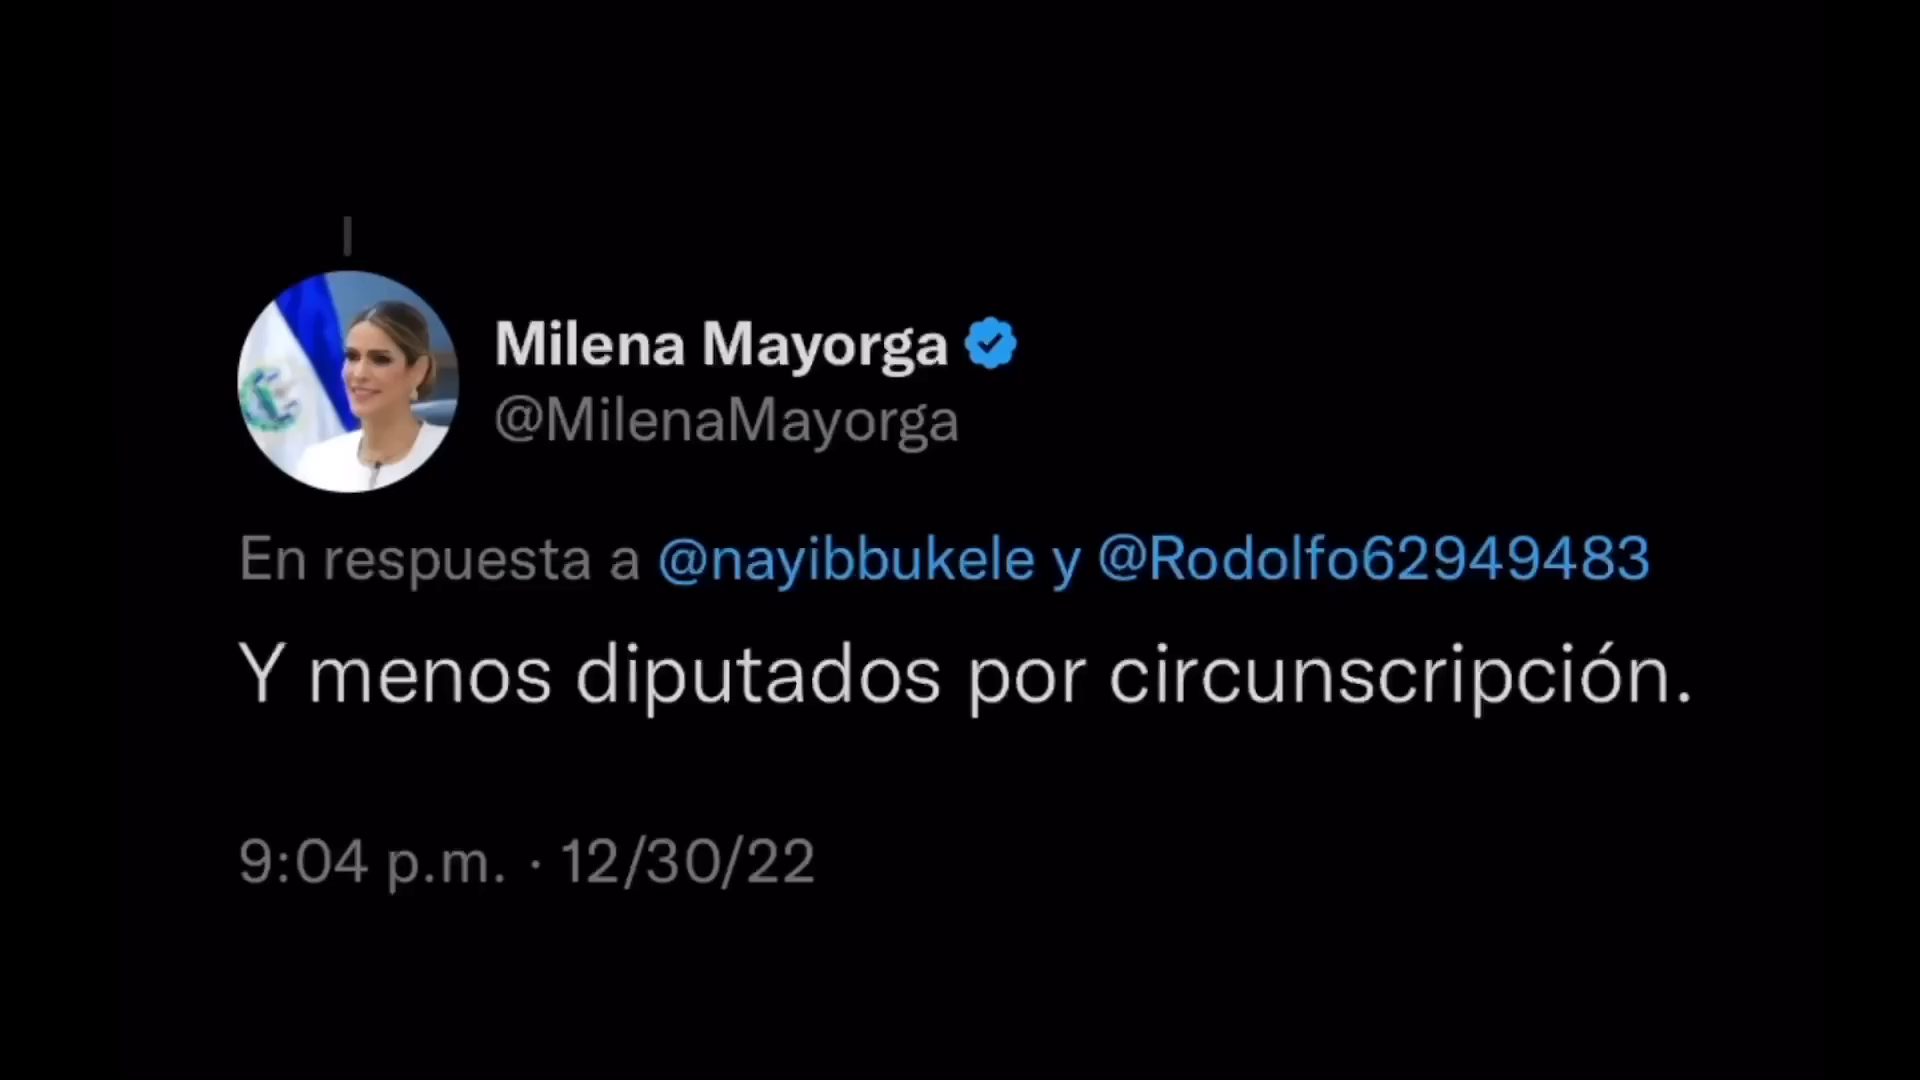 Milena Mayorga
@MilenaMayorga
En respuesta a @nayibbukele y @Rodolfo62949483
Y menos diputados por circunscripción.
9:04 p.m. · 12/30/22